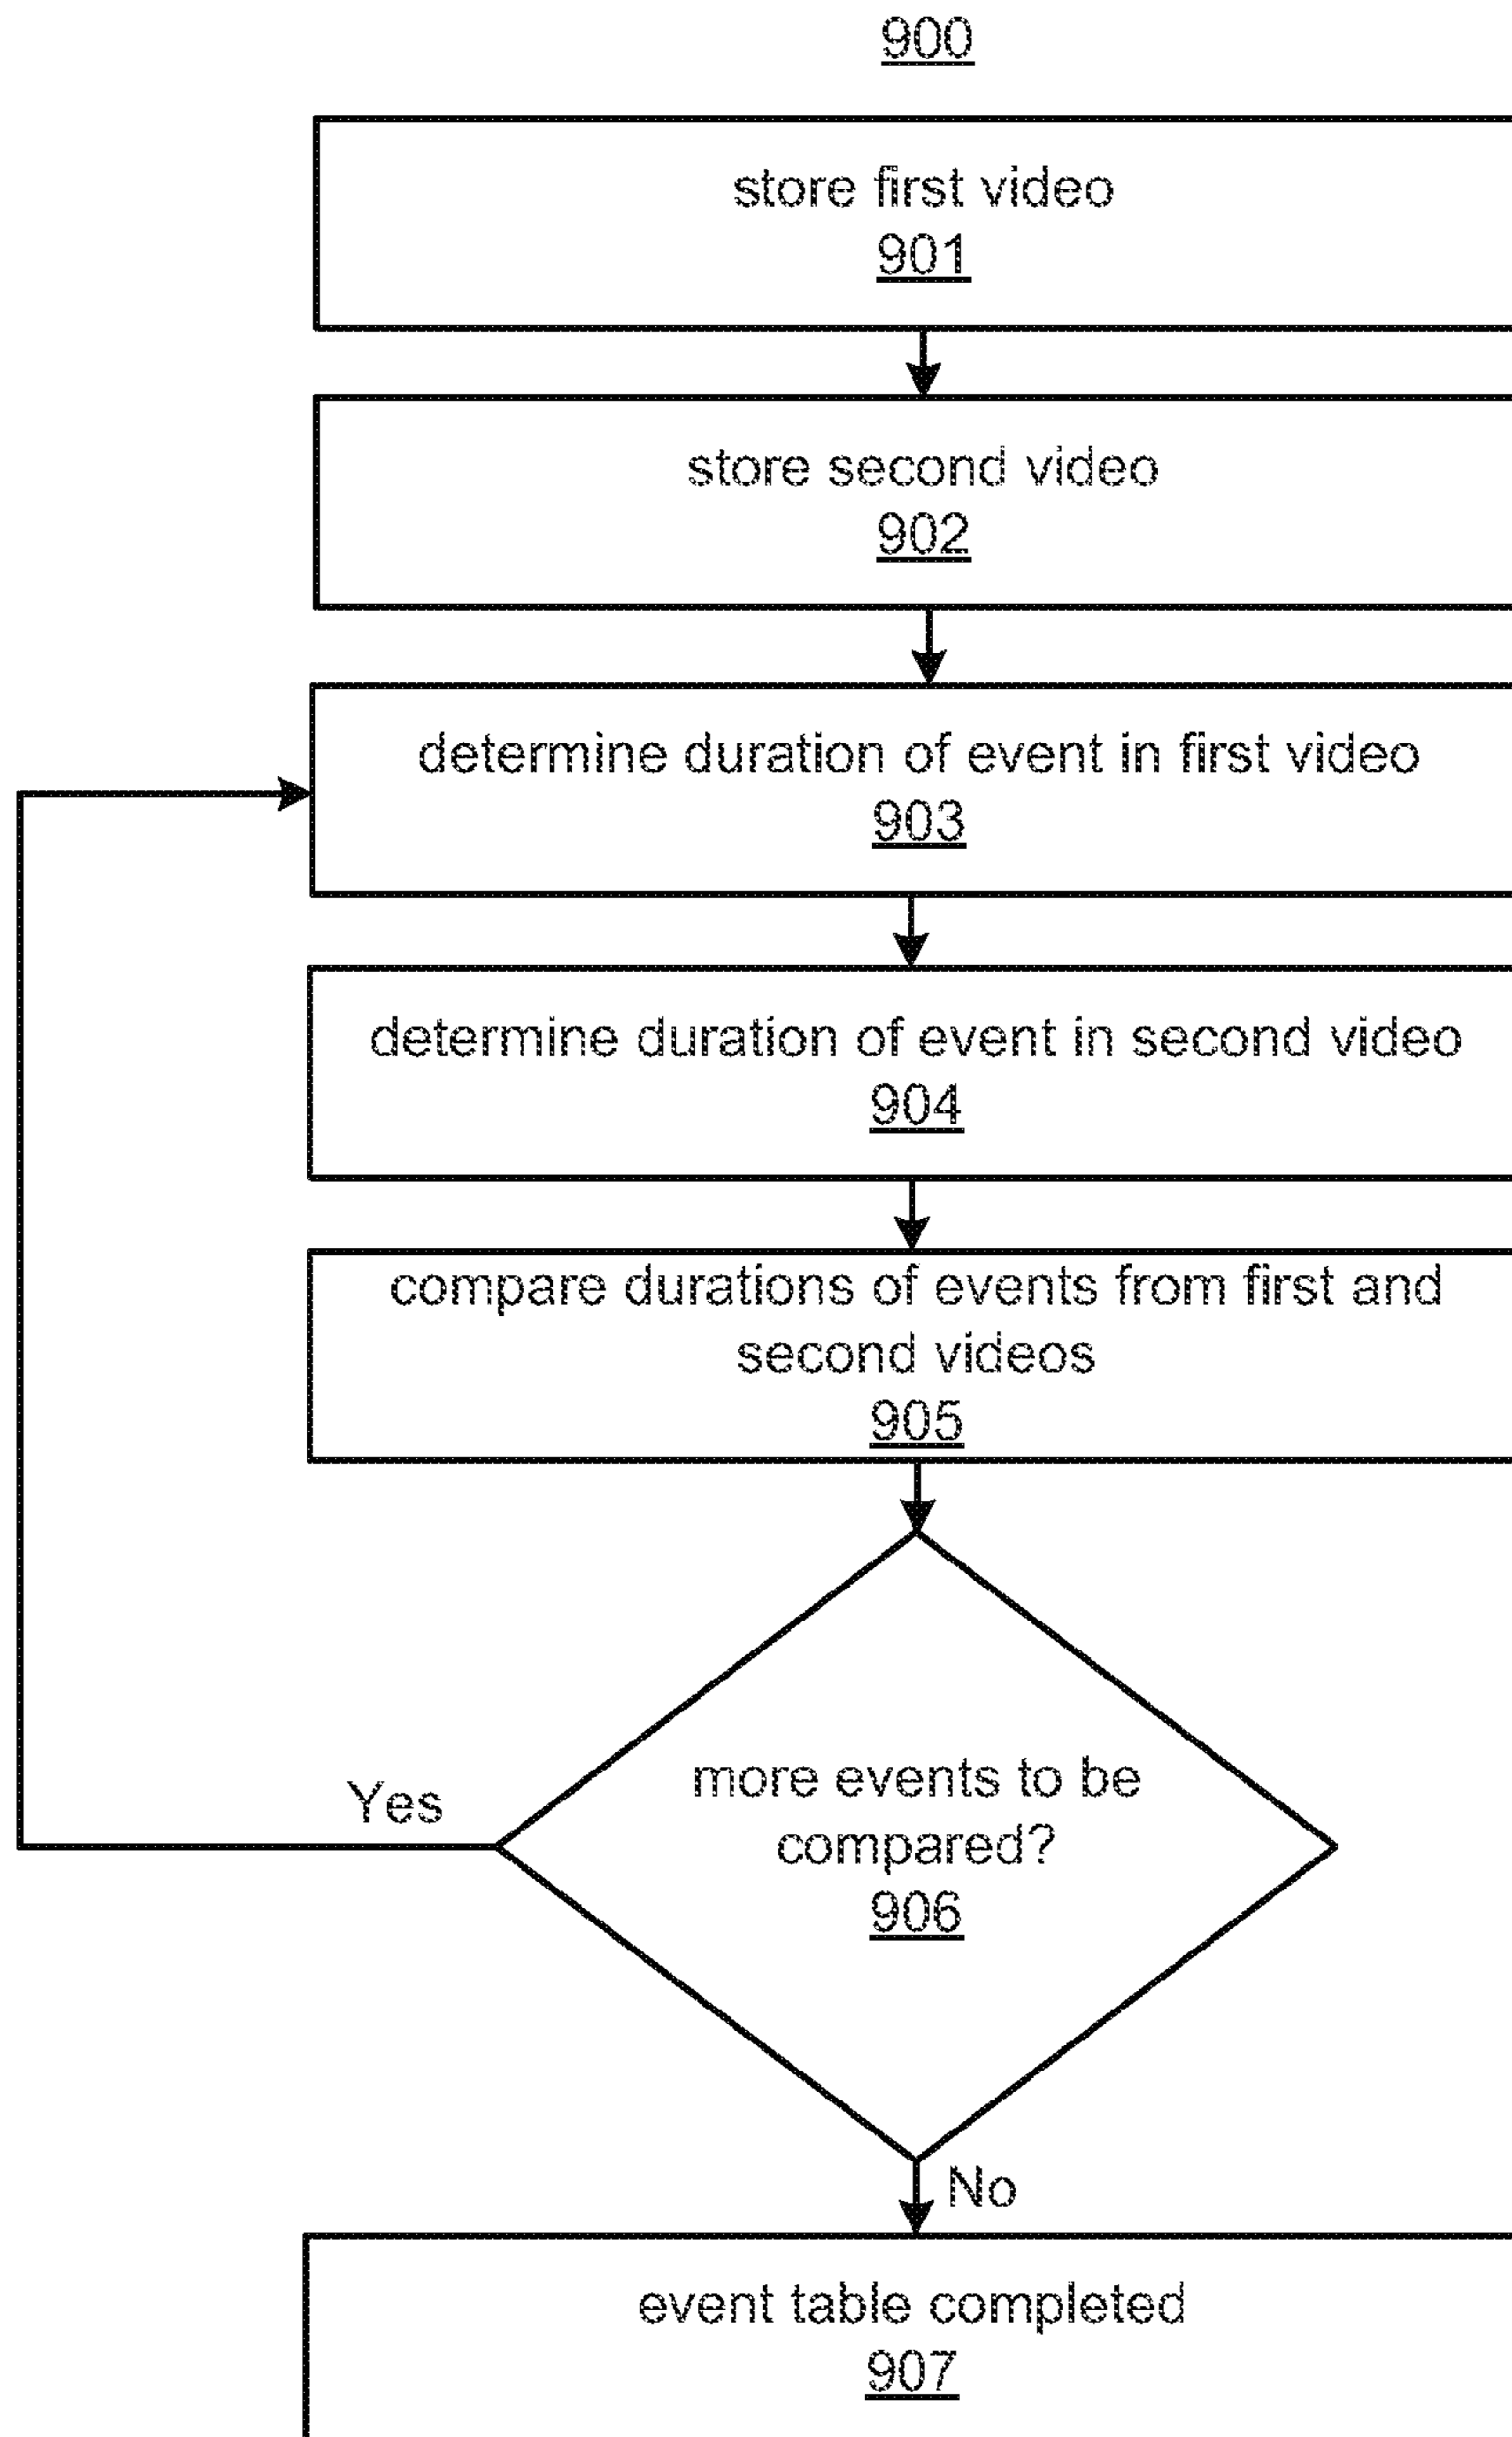 900
store first video
901
store second video
902
determine duration of event in first video
903
determine duration of event in second video
904
compare durations of events from first and
second videos
905
more events to be
compared?
906
Yes
No
event table completed
907